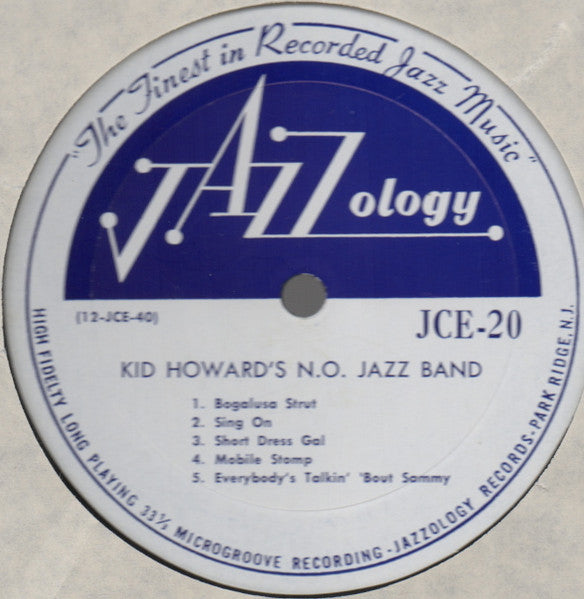 "The Finest in Recorded Jazz Music"
JAZZology
(12-JCE-40)
JCE-20
KID HOWARD'S N.O. JAZZ BAND
1. Bogalusa Strut
2. Sing On
3. Short Dress Gal
4. Mobile Stomp
5. Everybody's Talkin' 'Bout Sammy
HIGH FIDELTY LONG PLAYING 33⅓ MICROGROOVE RECORDING-JAZZOLOGY RECORDS-PARK RIDGE, N.J.